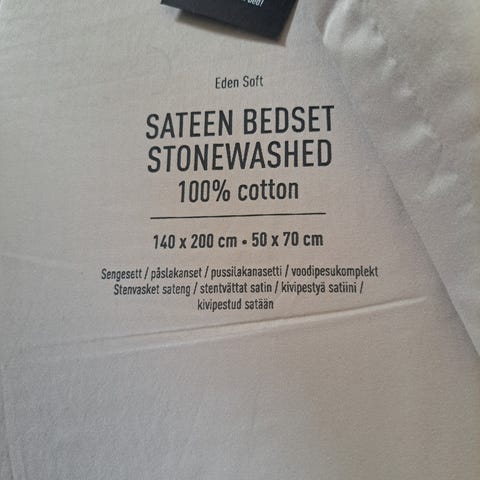 Eden Soft
SATEEN BEDSET
STONEWASHED
100% cotton
140 x 200 cm • 50 x 70 cm
Sengesett / påslakanset / pussilakanasetti / voodipesukomplekt
Stenvasket sateng / stentvättat satin / kivipestyä satiini /
kivipestud satään